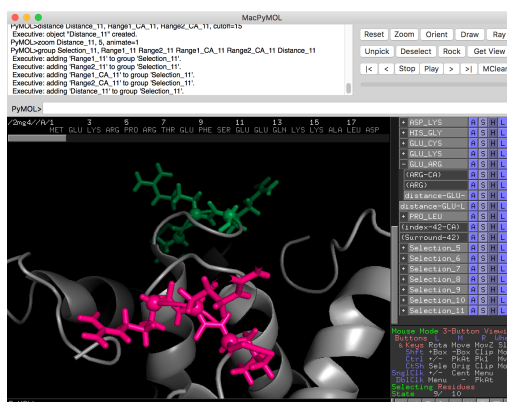 MacPyMOL
PyMOL>distance Distance_11, Range1_CA_11, Range2_CA_11, cutoff=15
Executive: object "Distance_11" created.
PyMOL>zoom Distance_11, 5, animate=1
PyMOL>group Selection_11, Range1_11 Range2_11 Range1_CA_11 Range2_CA_11 Distance_11
Executive: adding 'Range1_11' to group 'Selection_11'.
Executive: adding 'Range2_11' to group 'Selection_11'.
Executive: adding 'Range1_CA_11' to group 'Selection_11'.
Executive: adding 'Range2_CA_11' to group 'Selection_11'.
Executive: adding 'Distance_11' to group 'Selection_11'.
Reset Zoom Orient Draw Ray
Unpick Deselect Rock Get View
|< < Stop Play > >| MClear
PyMOL>
/2mg4//A/1 3 5 7 9 11 13 15 17
MET GLU LYS ARG PRO ARG THR GLU PHE SER GLU GLU GLN LYS LYS ALA LEU ASP
+ ASP_LYS A S H L
+ HIS_GLY A S H L
+ GLU_CYS A S H L
+ GLU_LYS A S H L
- GLU_ARG A S H L
(ARG-CA) A S H L
(ARG) A S H L
distance-GLU- A S H L
distance-GLU-L A S H L
+ PRO_LEU A S H L
(index-42-CA) A S H L
(Surround-42) A S H L
+ Selection_5 A S H L
+ Selection_6 A S H L
+ Selection_7 A S H L
+ Selection_8 A S H L
+ Selection_9 A S H L
+ Selection_10 A S H L
+ Selection_11 A S H L
Mouse Mode 3-Button Viewi
Buttons L M R Whe
& Keys Rota Move MovZ Sl
Shft +Box -Box Clip Mo
Ctrl +/- PkAt Pk1 Mv
CtSh Sele Orig Clip Mo
SnglClk +/- Cent Menu
DblClk Menu - PkAt
Selecting Residues
State 9/ 10